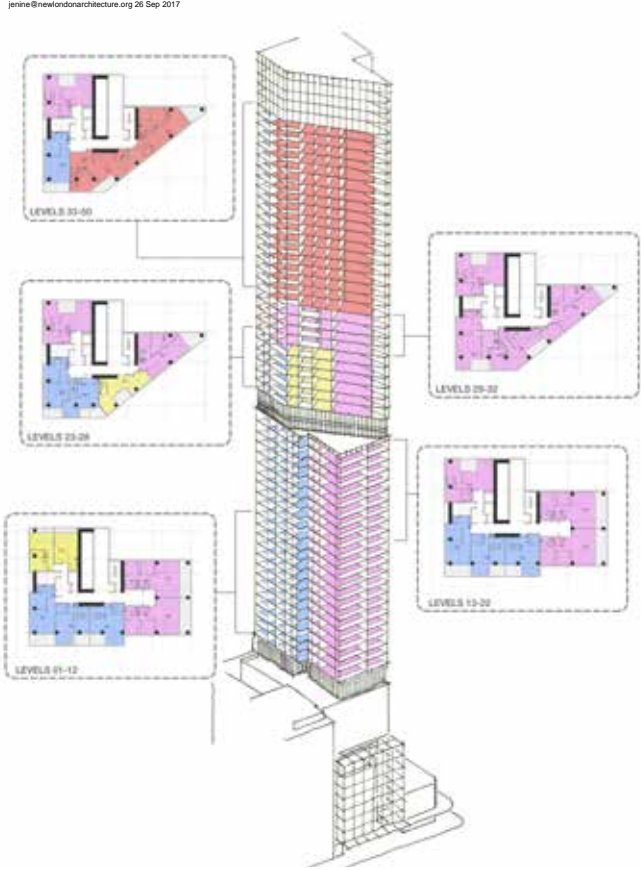 jenine@newlondonarchitecture.org 26 Sep 2017
LEVELS 33-50
LEVELS 29-32
LEVELS 23-28
LEVELS 13-22
LEVELS 01-12